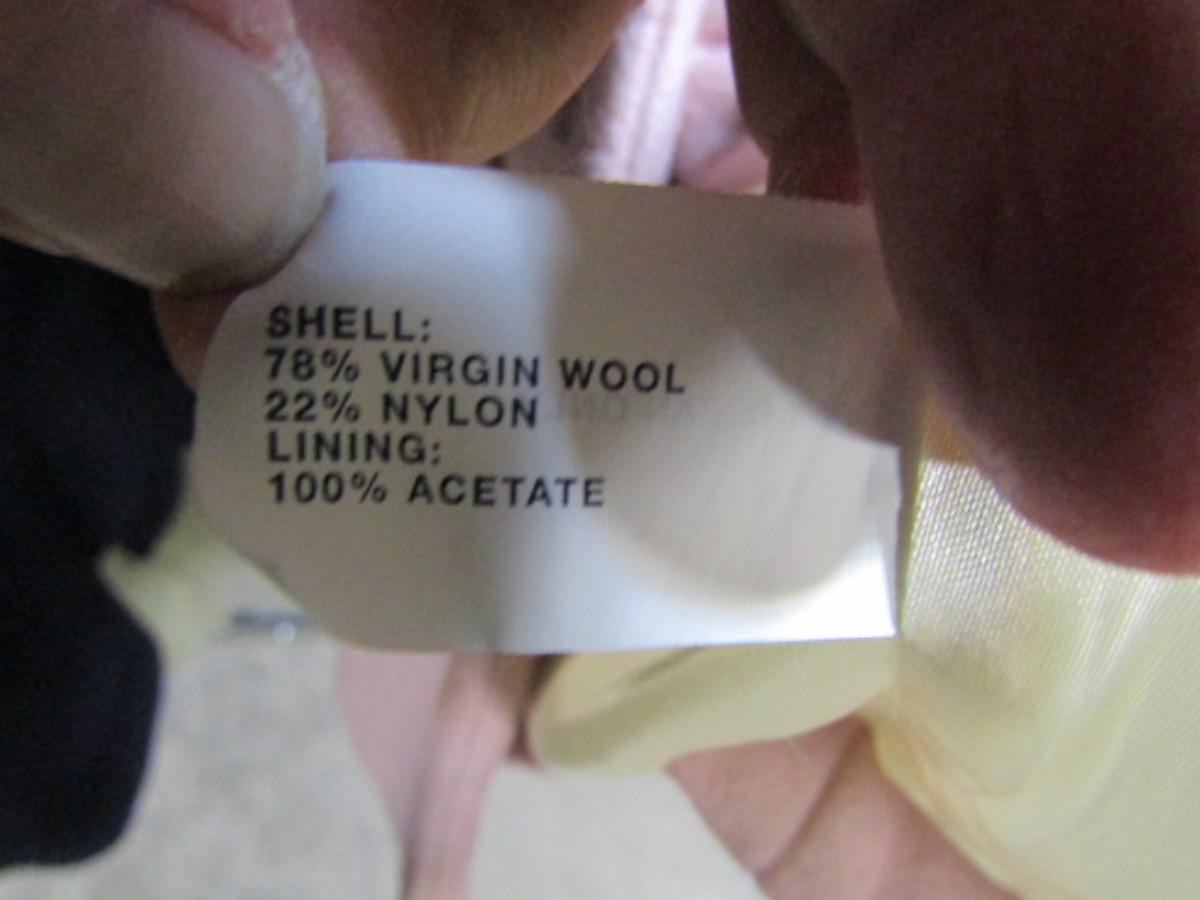 SHELL:
78% VIRGIN WOOL
22% NYLON
LINING:
100% ACETATE